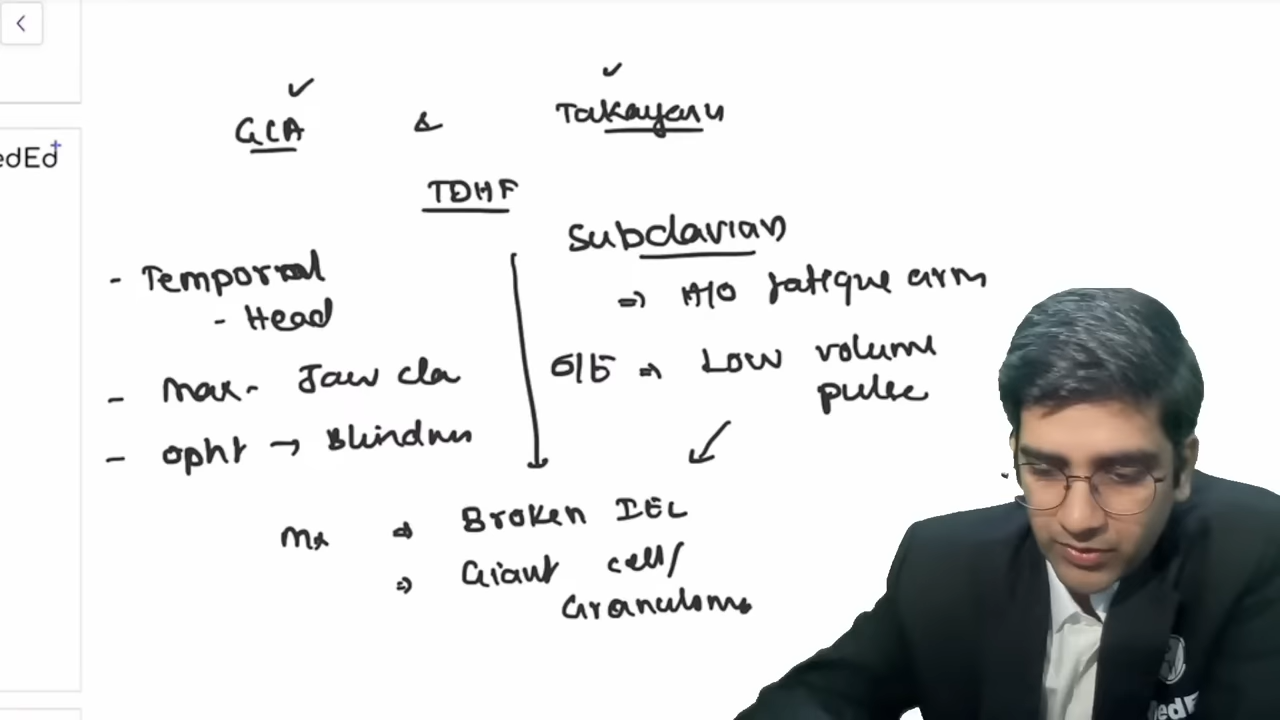 edEd+
GCA & Takayasu
TDHF
- Temporal
- Head
- Max- Jaw cla
- opht → Blindness
Subclavian
⇒ H/O fatigue arm
O/E ⇒ Low volume
pulse
Mx ⇒ Broken IEL
⇒ Giant cell/
Granuloma
edE